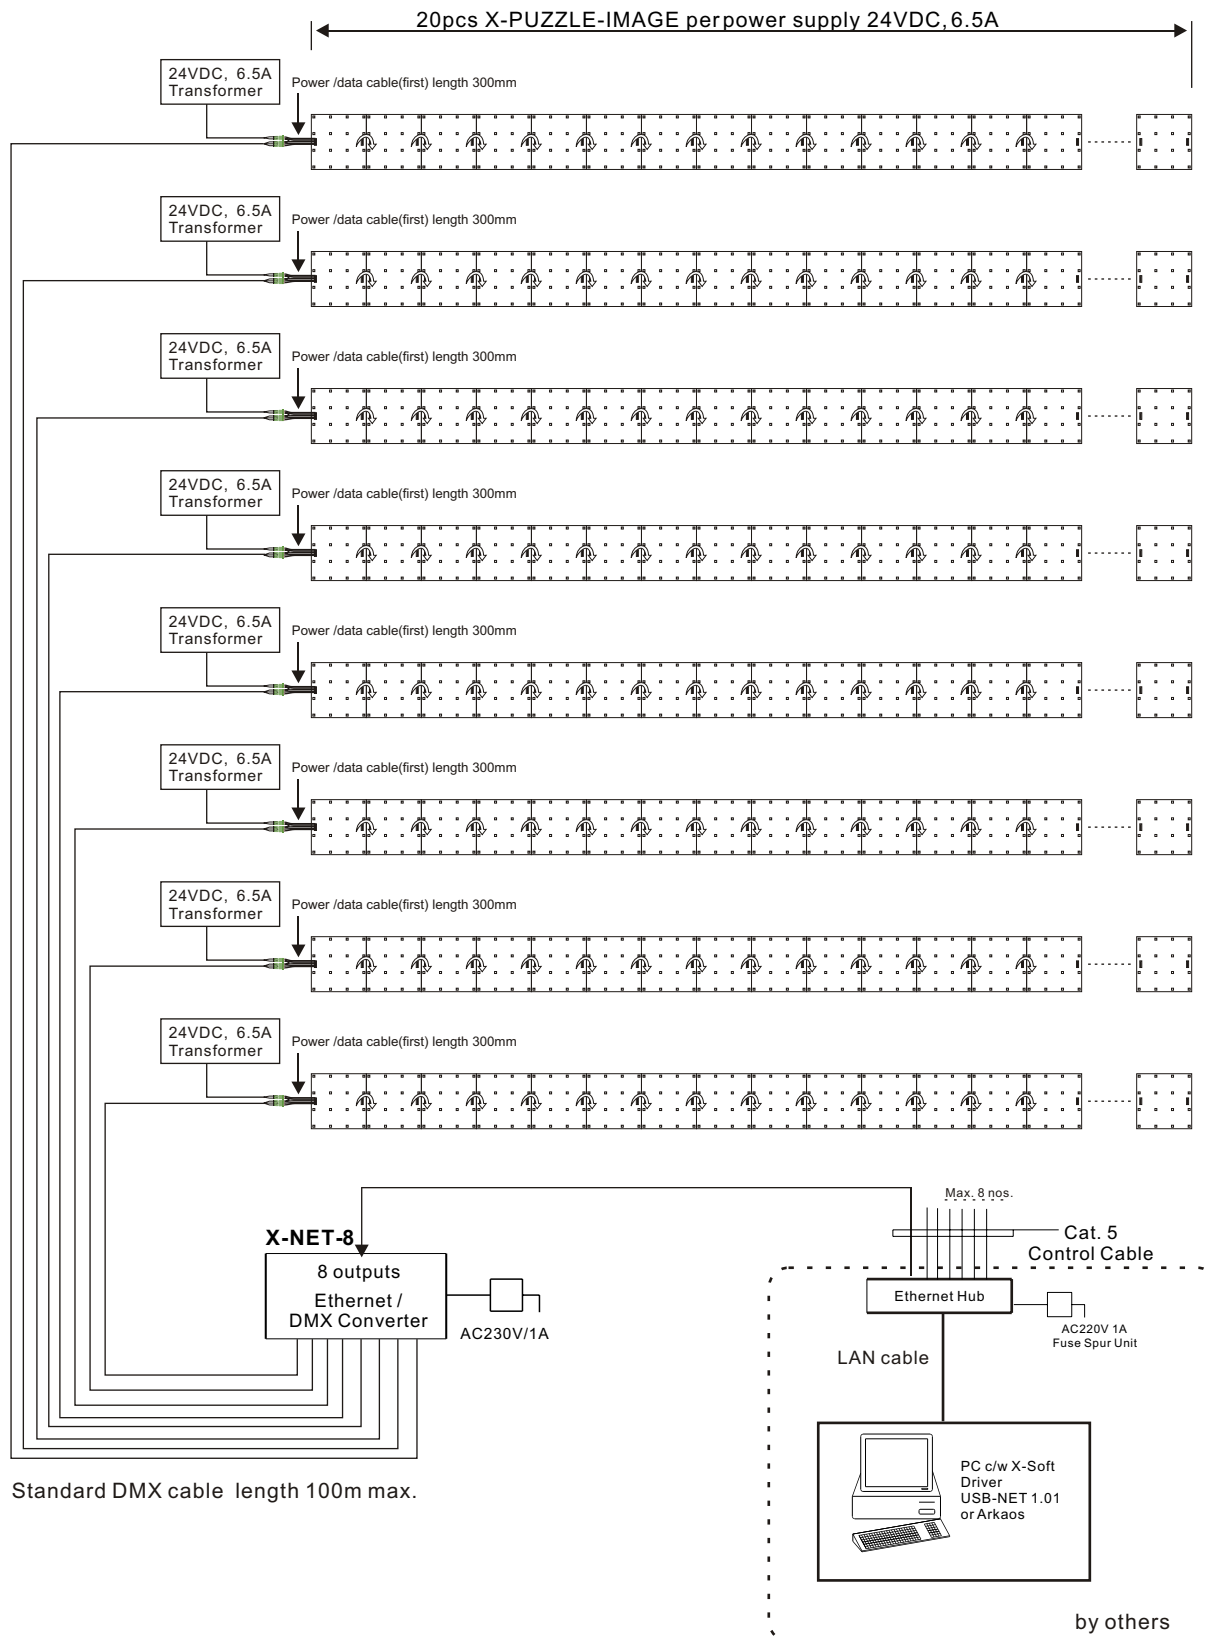 20pcs X-PUZZLE-IMAGE per power supply 24VDC, 6.5A
24VDC, 6.5A
Transformer
Power /data cable(first) length 300mm
24VDC, 6.5A
Transformer
Power /data cable(first) length 300mm
24VDC, 6.5A
Transformer
Power /data cable(first) length 300mm
24VDC, 6.5A
Transformer
Power /data cable(first) length 300mm
24VDC, 6.5A
Transformer
Power /data cable(first) length 300mm
24VDC, 6.5A
Transformer
Power /data cable(first) length 300mm
24VDC, 6.5A
Transformer
Power /data cable(first) length 300mm
24VDC, 6.5A
Transformer
Power /data cable(first) length 300mm
Max. 8 nos.
Cat. 5
Control Cable
X-NET-8
8 outputs
Ethernet /
DMX Converter
AC230V/1A
Ethernet Hub
AC220V 1A
Fuse Spur Unit
LAN cable
PC c/w X-Soft
Driver
USB-NET 1.01
or Arkaos
Standard DMX cable length 100m max.
by others